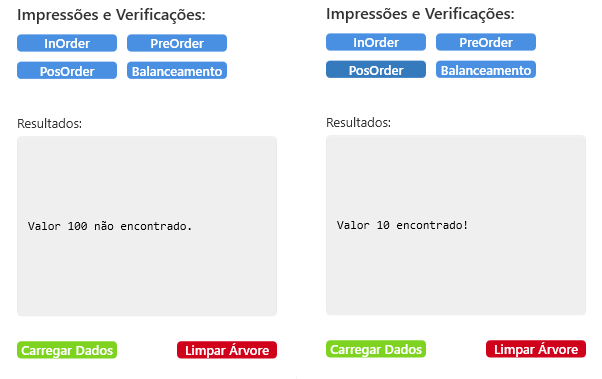 Impressões e Verificações:
InOrder PreOrder
PosOrder Balanceamento
Resultados:
Valor 100 não encontrado.
Carregar Dados Limpar Árvore
Impressões e Verificações:
InOrder PreOrder
PosOrder Balanceamento
Resultados:
Valor 10 encontrado!
Carregar Dados Limpar Árvore